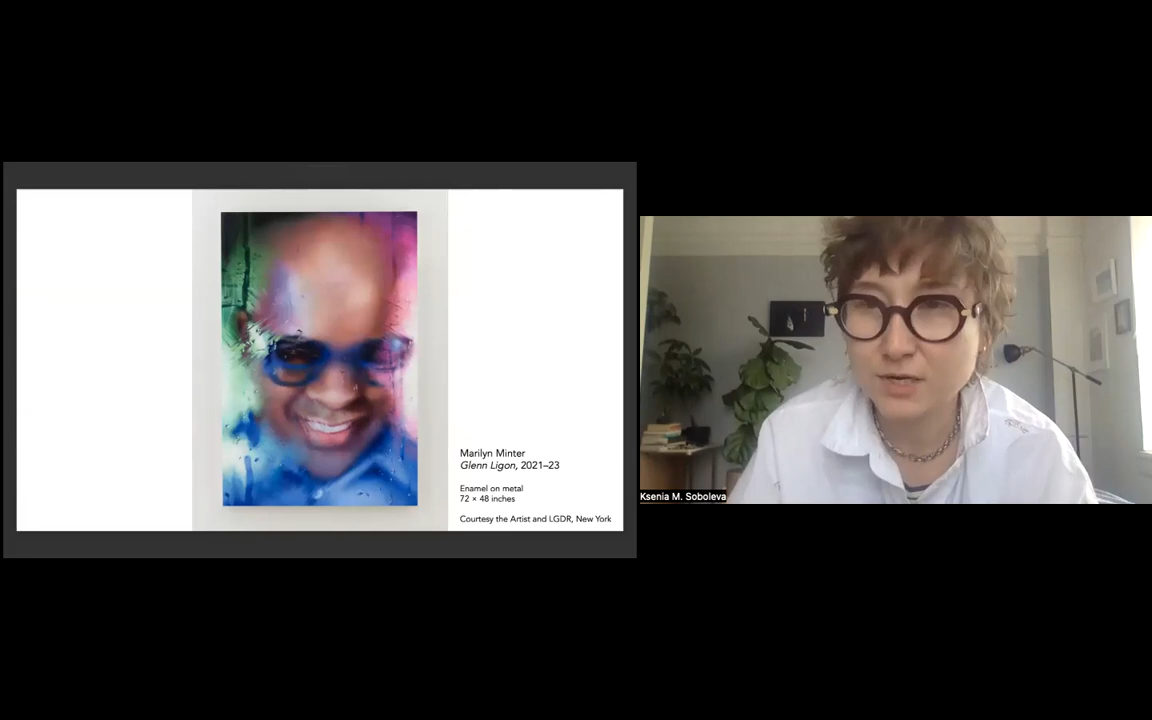 Marilyn Minter
Glenn Ligon, 2021–23
Enamel on metal
72 × 48 inches
Courtesy the Artist and LGDR, New York
Ksenia M. Soboleva